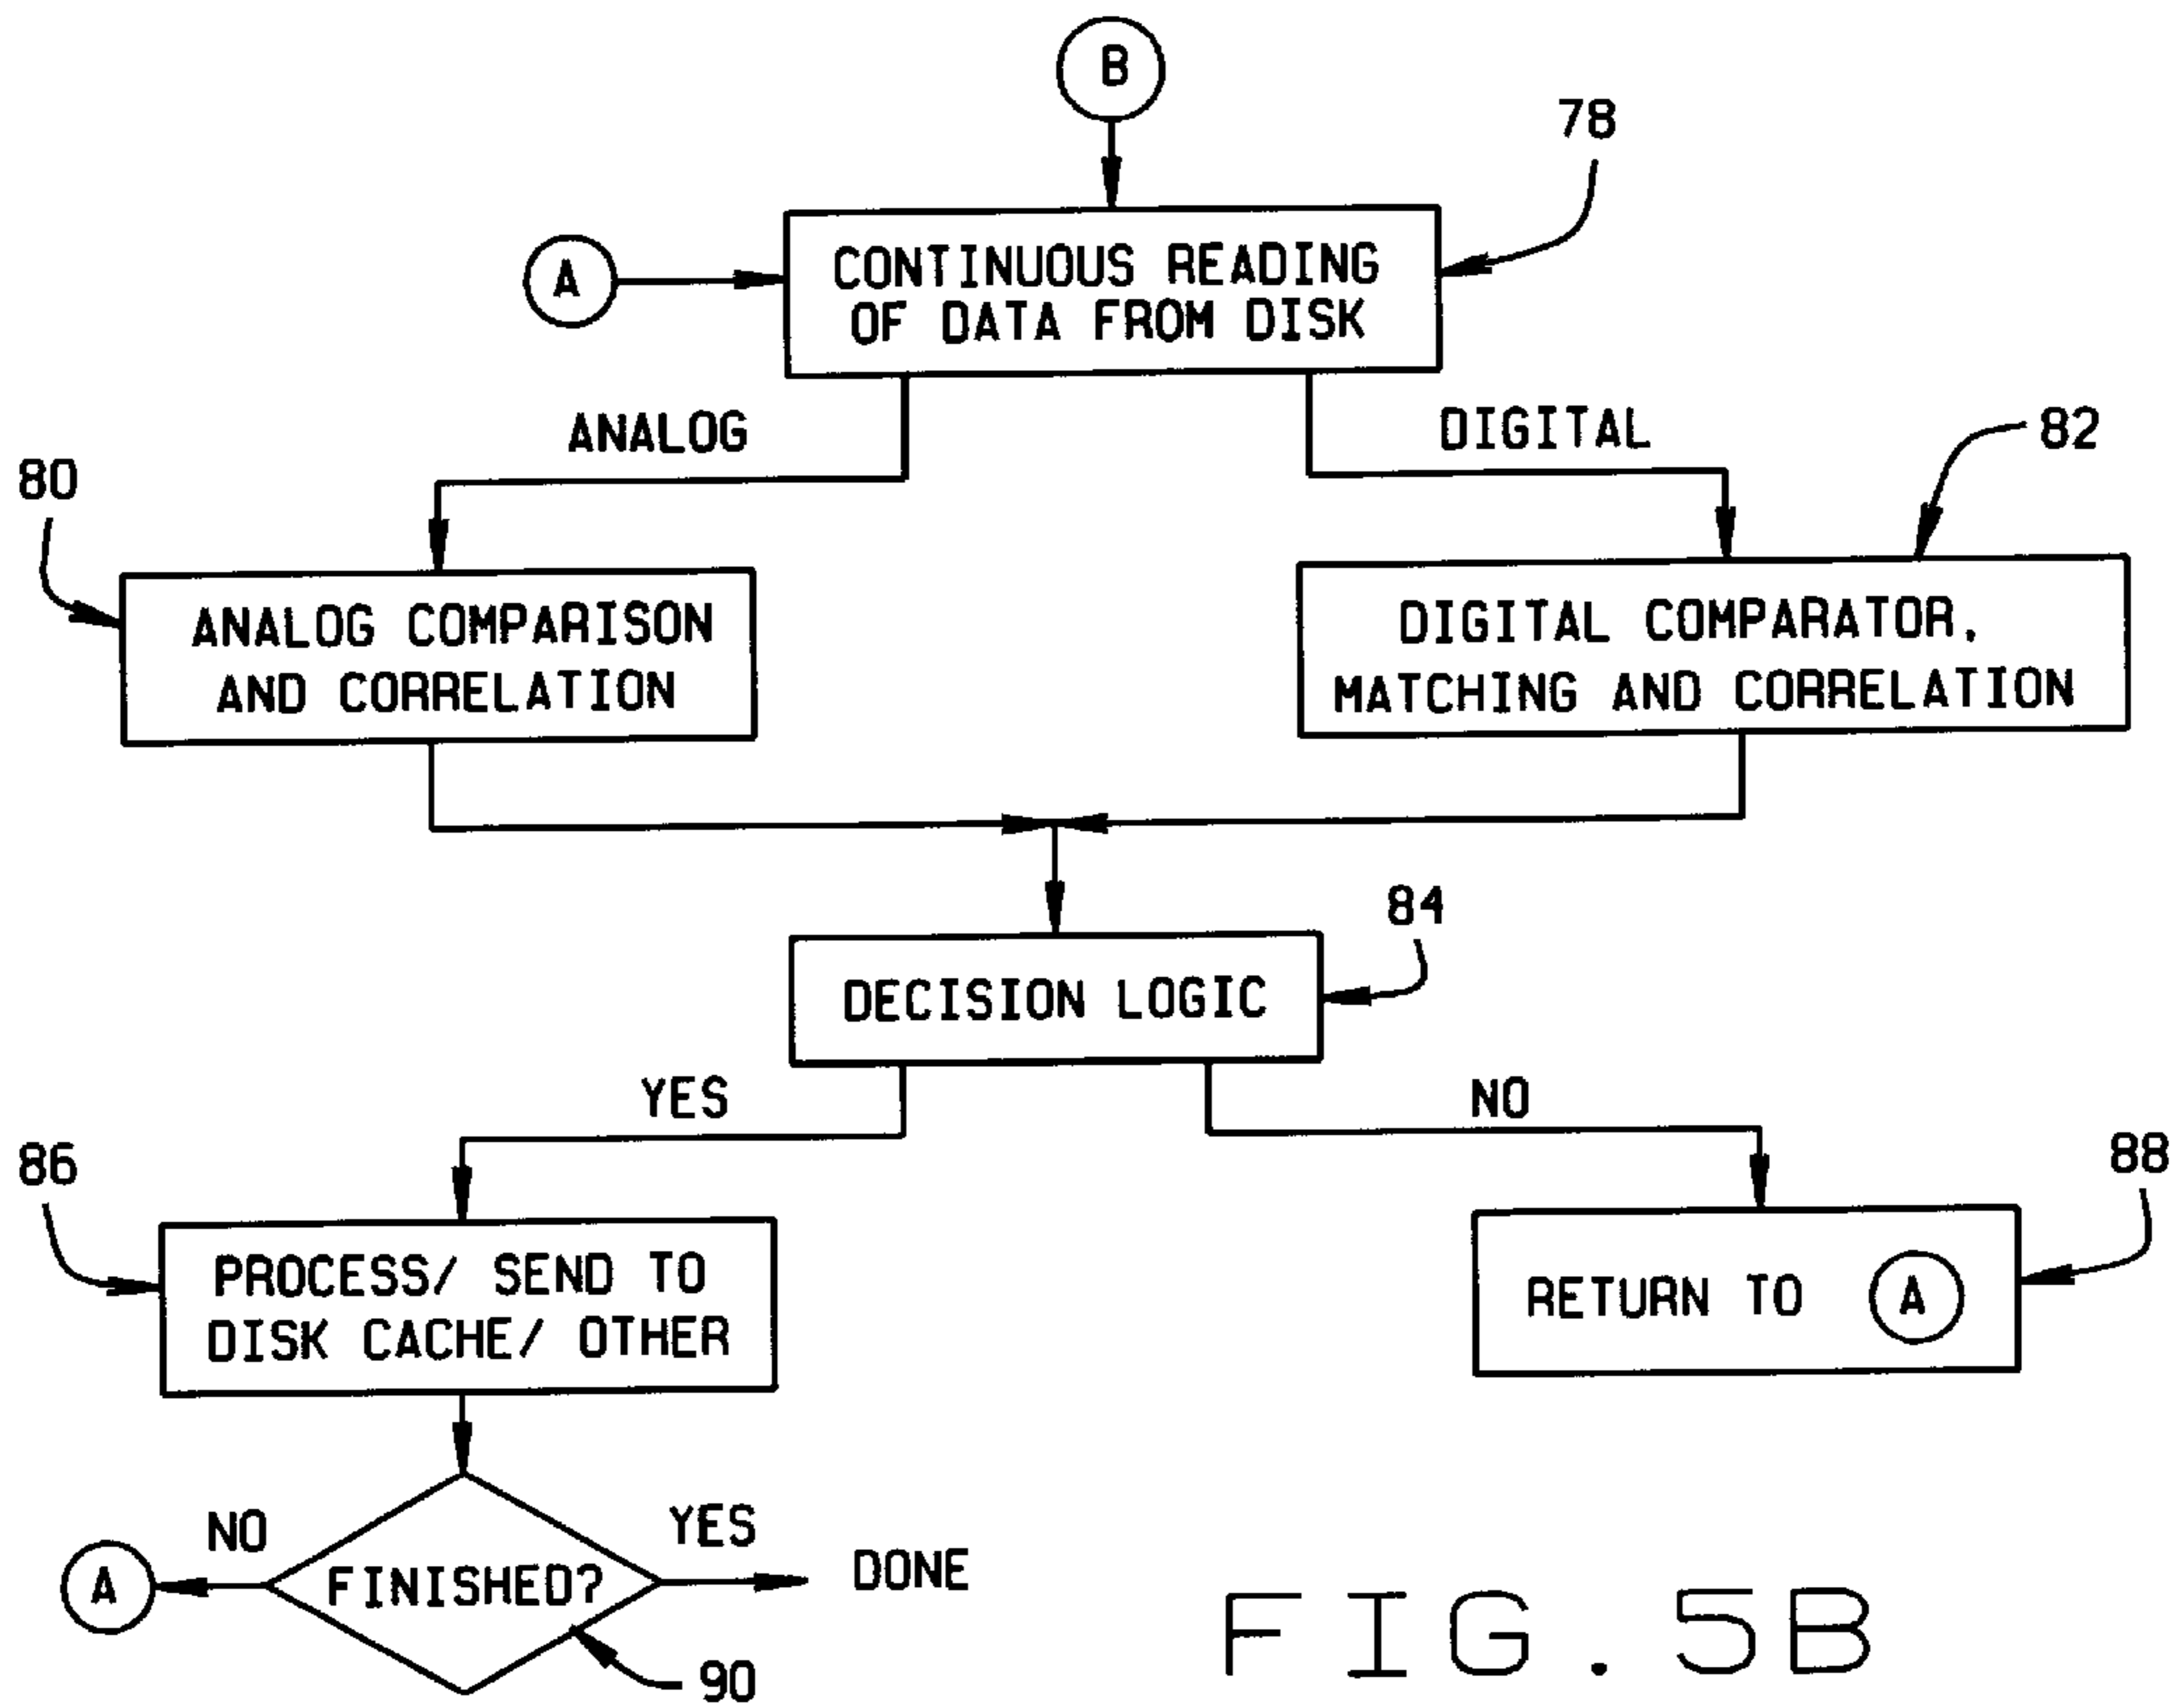 B
78
A
CONTINUOUS READING
OF DATA FROM DISK
ANALOG
DIGITAL
82
80
ANALOG COMPARISON
AND CORRELATION
DIGITAL COMPARATOR,
MATCHING AND CORRELATION
84
DECISION LOGIC
YES
NO
86
88
PROCESS/ SEND TO
DISK CACHE/ OTHER
RETURN TO A
NO
YES
A
FINISHED?
DONE
90
FIG. 5B